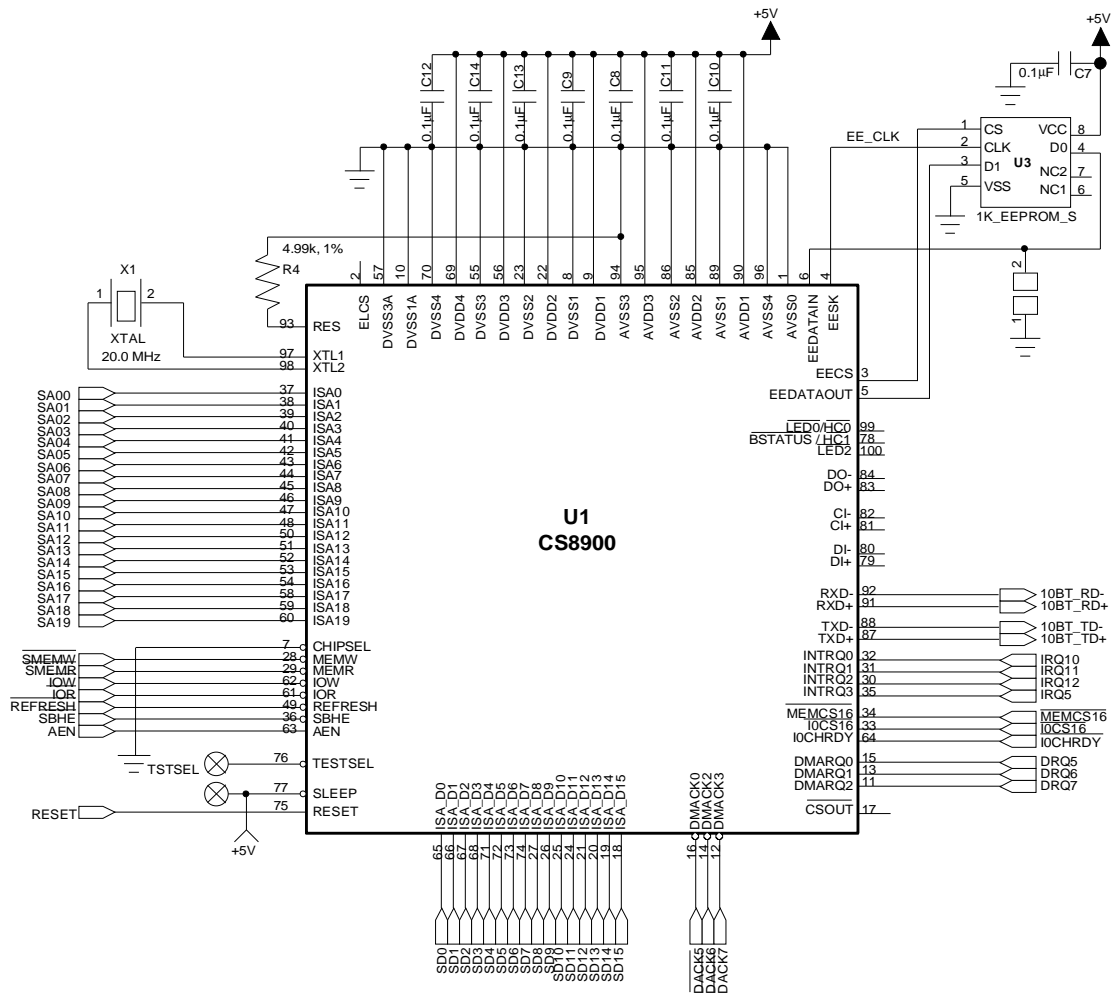 +5V
+5V
C12
C14
C13
C9
C8
C11
C10
0.1µF
0.1µF
0.1µF
0.1µF
0.1µF
0.1µF
0.1µF
0.1µF C7
EE_CLK
1 CS VCC 8
2 CLK D0 4
3 D1 U3 NC2 7
5 VSS NC1 6
1K_EEPROM_S
4.99k, 1%
R4
X1
1 2
XTAL
20.0 MHz
2 ELCS
57 DVSS3A
10 DVSS1A
70 DVSS4
69 DVDD4
55 DVSS3
56 DVDD3
23 DVSS2
22 DVDD2
8 DVSS1
9 DVDD1
94 AVSS3
95 AVDD3
86 AVSS2
85 AVDD2
89 AVSS1
90 AVDD1
96 AVSS4
1 AVSS0
6 EEDATAIN
4 EESK
2
1
93 RES
97 XTL1
98 XTL2
SA00 37 ISA0
SA01 38 ISA1
SA02 39 ISA2
SA03 40 ISA3
SA04 41 ISA4
SA05 42 ISA5
SA06 43 ISA6
SA07 44 ISA7
SA08 45 ISA8
SA09 46 ISA9
SA10 47 ISA10
SA11 48 ISA11
SA12 50 ISA12
SA13 51 ISA13
SA14 52 ISA14
SA15 53 ISA15
SA16 54 ISA16
SA17 58 ISA17
SA18 59 ISA18
SA19 60 ISA19
7 CHIPSEL
SMEMW 28 MEMW
SMEMR 29 MEMR
IOW 62 IOW
IOR 61 IOR
REFRESH 49 REFRESH
SBHE 36 SBHE
AEN 63 AEN
TSTSEL 76 TESTSEL
77 SLEEP
RESET 75 RESET
+5V
U1
CS8900
EECS 3
EEDATAOUT 5
LED0/HC0 99
BSTATUS / HC1 78
LED2 100
DO- 84
DO+ 83
CI- 82
CI+ 81
DI- 80
DI+ 79
RXD- 92 10BT_RD-
RXD+ 91 10BT_RD+
TXD- 88 10BT_TD-
TXD+ 87 10BT_TD+
INTRQ0 32 IRQ10
INTRQ1 31 IRQ11
INTRQ2 30 IRQ12
INTRQ3 35 IRQ5
MEMCS16 34 MEMCS16
I0CS16 33 I0CS16
I0CHRDY 64 I0CHRDY
DMARQ0 15 DRQ5
DMARQ1 13 DRQ6
DMARQ2 11 DRQ7
CSOUT 17
ISA_D0 65 SD0
ISA_D1 66 SD1
ISA_D2 67 SD2
ISA_D3 68 SD3
ISA_D4 71 SD4
ISA_D5 72 SD5
ISA_D6 73 SD6
ISA_D7 74 SD7
ISA_D8 27 SD8
ISA_D9 26 SD9
ISA_D10 25 SD10
ISA_D11 24 SD11
ISA_D12 21 SD12
ISA_D13 20 SD13
ISA_D14 19 SD14
ISA_D15 18 SD15
DMACK0 16 DACK5
DMACK2 14 DACK6
DMACK3 12 DACK7